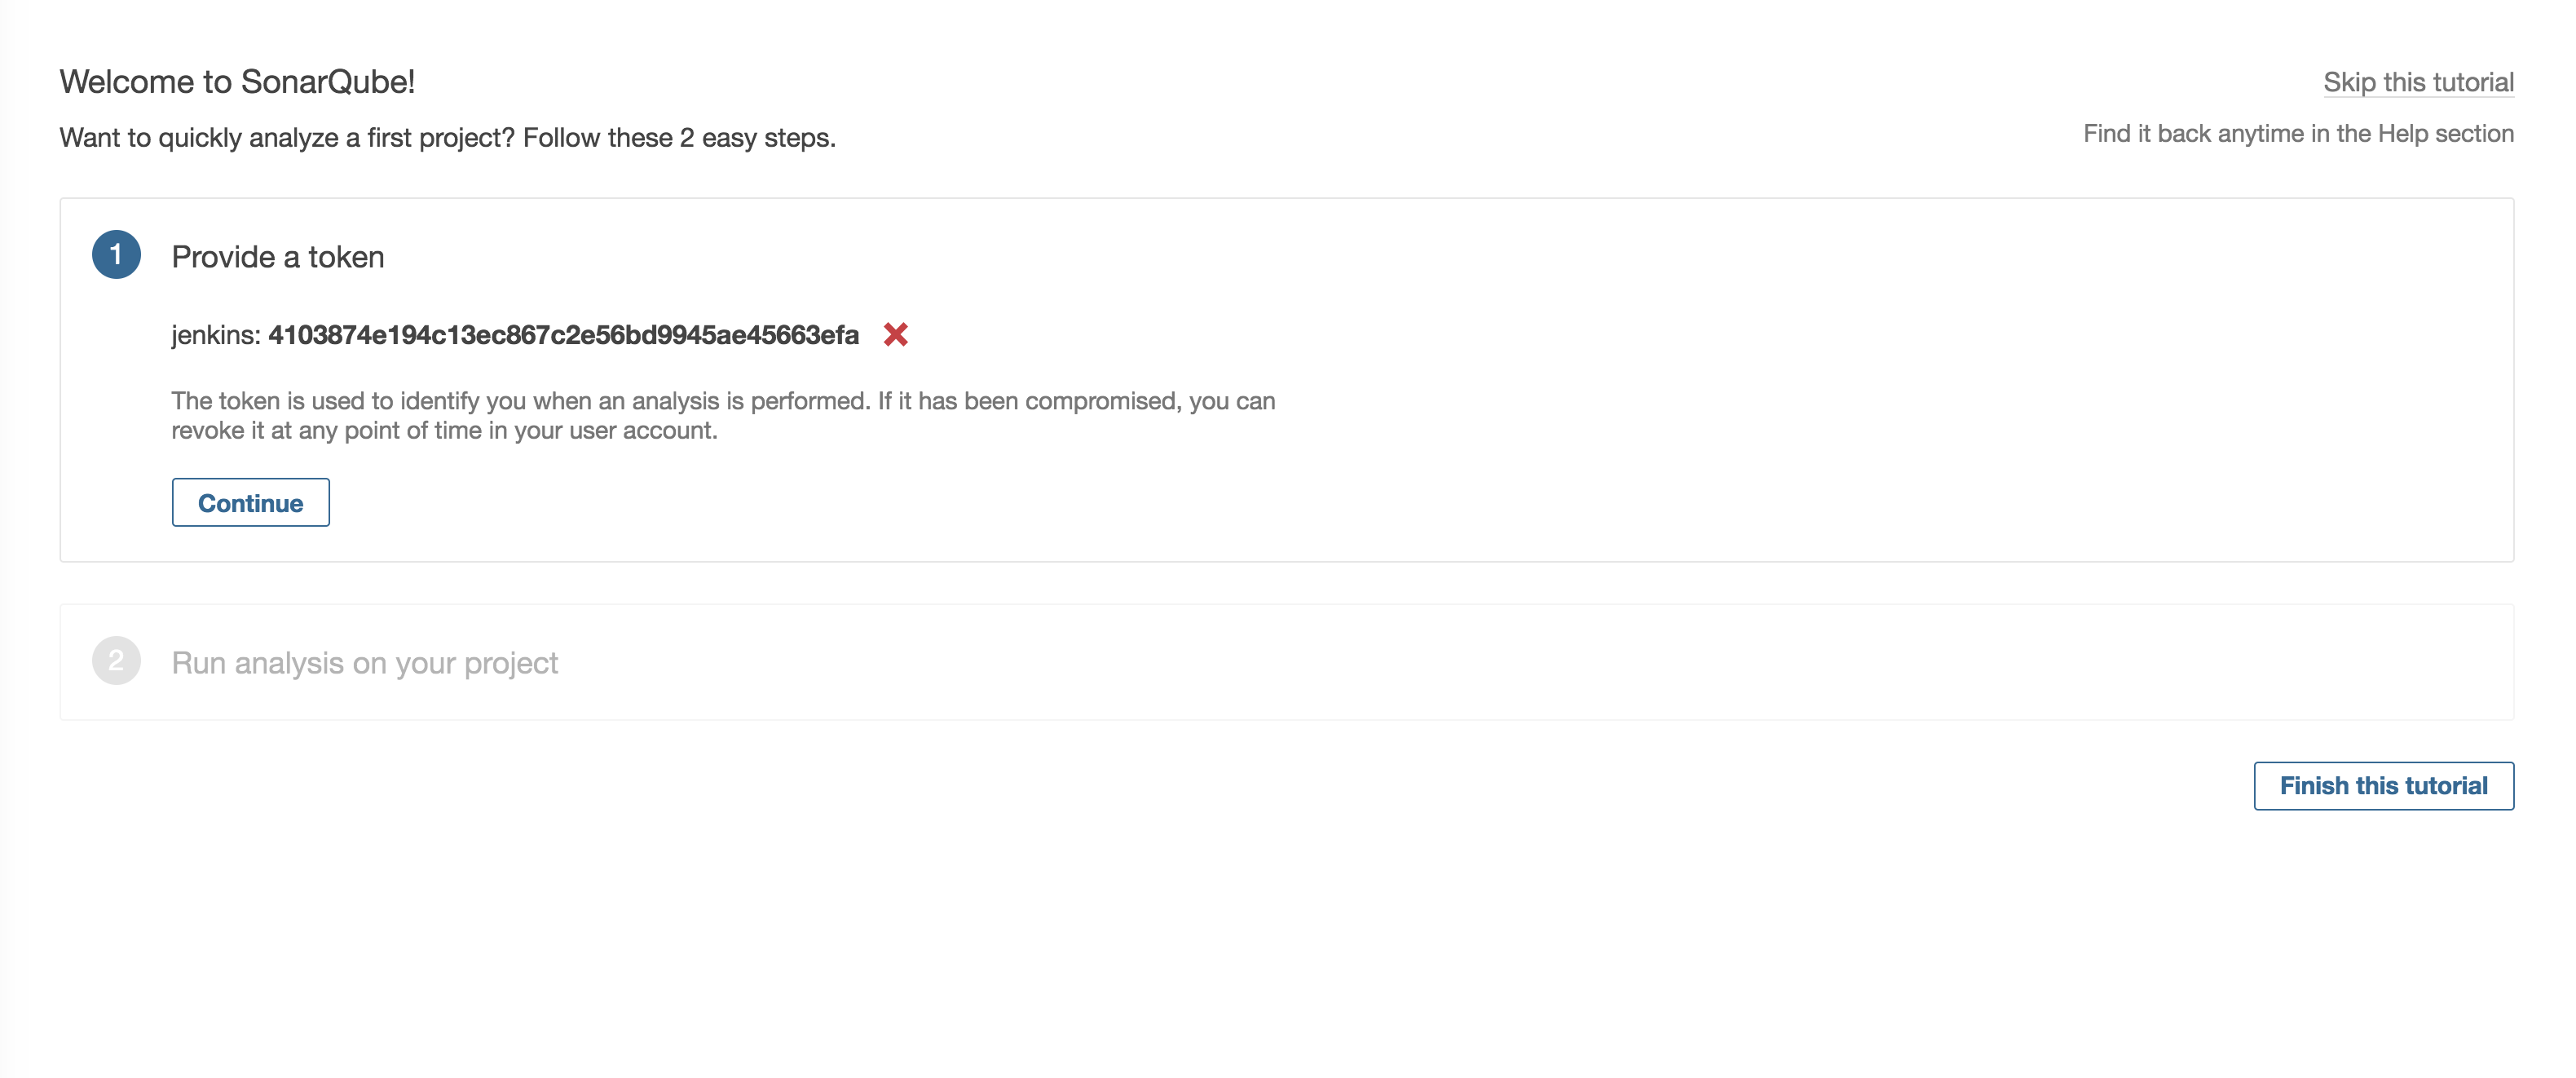 Welcome to SonarQube!
Skip this tutorial
Want to quickly analyze a first project? Follow these 2 easy steps.
Find it back anytime in the Help section
1 Provide a token
jenkins: 4103874e194c13ec867c2e56bd9945ae45663efa
The token is used to identify you when an analysis is performed. If it has been compromised, you can
revoke it at any point of time in your user account.
Continue
2 Run analysis on your project
Finish this tutorial